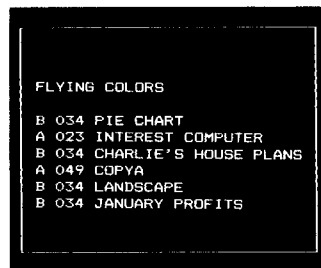 FLYING COLORS
B 034 PIE CHART
A 023 INTEREST COMPUTER
B 034 CHARLIE'S HOUSE PLANS
A 049 COPYA
B 034 LANDSCAPE
B 034 JANUARY PROFITS